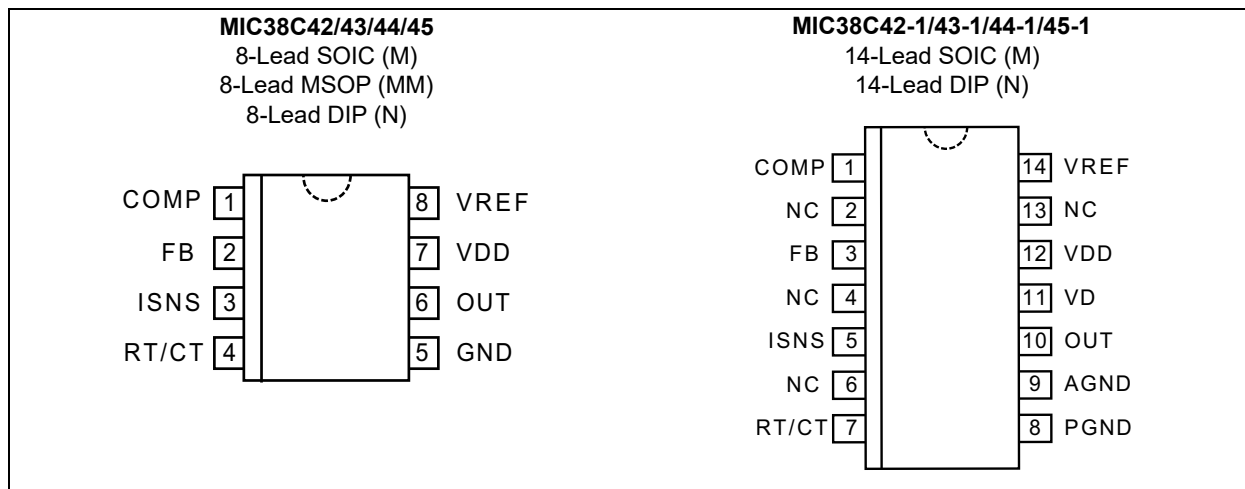 MIC38C42/43/44/45
8-Lead SOIC (M)
8-Lead MSOP (MM)
8-Lead DIP (N)
COMP 1
8 VREF
FB 2
7 VDD
ISNS 3
6 OUT
RT/CT 4
5 GND
MIC38C42-1/43-1/44-1/45-1
14-Lead SOIC (M)
14-Lead DIP (N)
COMP 1
14 VREF
NC 2
13 NC
FB 3
12 VDD
NC 4
11 VD
ISNS 5
10 OUT
NC 6
9 AGND
RT/CT 7
8 PGND